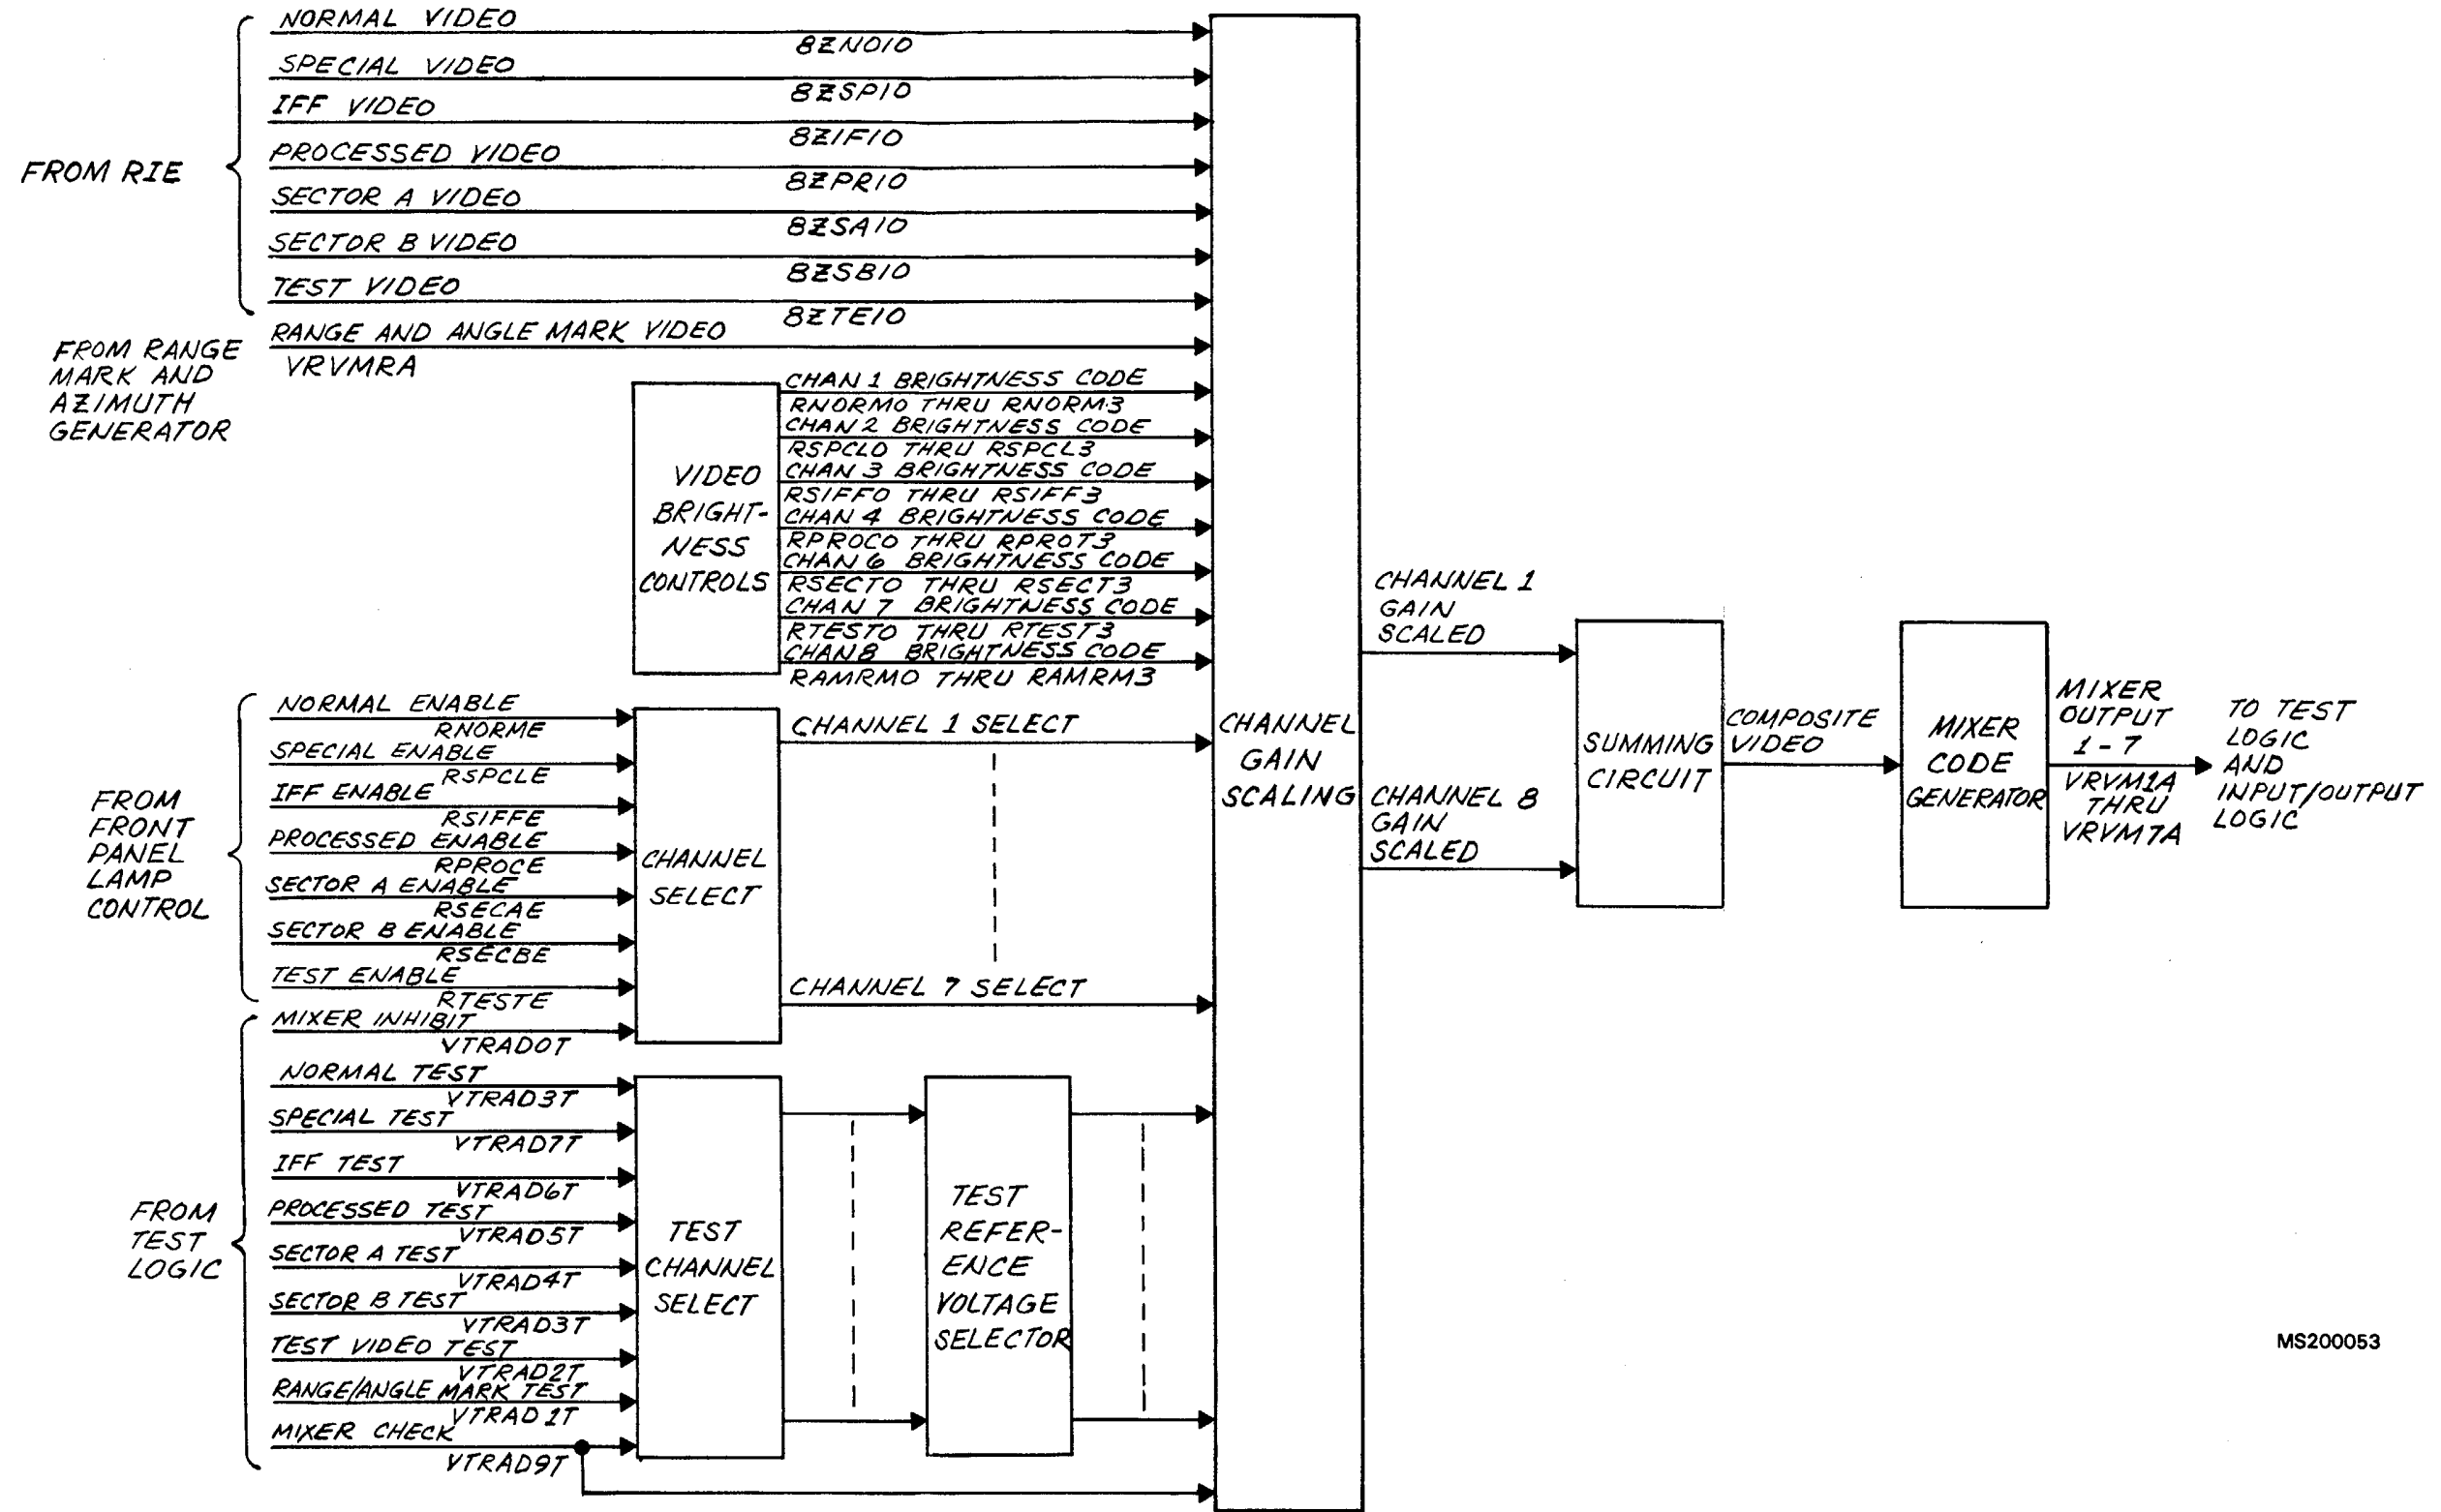 NORMAL VIDEO
8ZNO10
SPECIAL VIDEO
8ZSP10
IFF VIDEO
8ZIF10
PROCESSED VIDEO
8ZPR10
SECTOR A VIDEO
8ZSA10
SECTOR B VIDEO
8ZSB10
TEST VIDEO
8ZTE10
FROM RIE
RANGE AND ANGLE MARK VIDEO
VRVMRA
FROM RANGE
MARK AND
AZIMUTH
GENERATOR
VIDEO
BRIGHT-
NESS
CONTROLS
CHAN 1 BRIGHTNESS CODE
RNORM0 THRU RNORM3
CHAN 2 BRIGHTNESS CODE
RSPCL0 THRU RSPCL3
CHAN 3 BRIGHTNESS CODE
RSIFF0 THRU RSIFF3
CHAN 4 BRIGHTNESS CODE
RPROC0 THRU RPROT3
CHAN 6 BRIGHTNESS CODE
RSECT0 THRU RSECT3
CHAN 7 BRIGHTNESS CODE
RTEST0 THRU RTEST3
CHAN 8 BRIGHTNESS CODE
RAMRM0 THRU RAMRM3
FROM
FRONT
PANEL
LAMP
CONTROL
NORMAL ENABLE
RNORME
SPECIAL ENABLE
RSPCLE
IFF ENABLE
RSIFFE
PROCESSED ENABLE
RPROCE
SECTOR A ENABLE
RSECAE
SECTOR B ENABLE
RSECBE
TEST ENABLE
RTESTE
MIXER INHIBIT
VTRAD0T
CHANNEL
SELECT
CHANNEL 1 SELECT
CHANNEL 7 SELECT
FROM
TEST
LOGIC
NORMAL TEST
VTRAD3T
SPECIAL TEST
VTRAD7T
IFF TEST
VTRAD6T
PROCESSED TEST
VTRAD5T
SECTOR A TEST
VTRAD4T
SECTOR B TEST
VTRAD3T
TEST VIDEO TEST
VTRAD2T
RANGE/ANGLE MARK TEST
VTRAD1T
MIXER CHECK
VTRAD9T
TEST
CHANNEL
SELECT
TEST
REFER-
ENCE
VOLTAGE
SELECTOR
CHANNEL
GAIN
SCALING
CHANNEL 1
GAIN
SCALED
CHANNEL 8
GAIN
SCALED
SUMMING
CIRCUIT
COMPOSITE
VIDEO
MIXER
CODE
GENERATOR
MIXER
OUTPUT
1-7
VRVM1A
THRU
VRVM7A
TO TEST
LOGIC
AND
INPUT/OUTPUT
LOGIC
MS200053